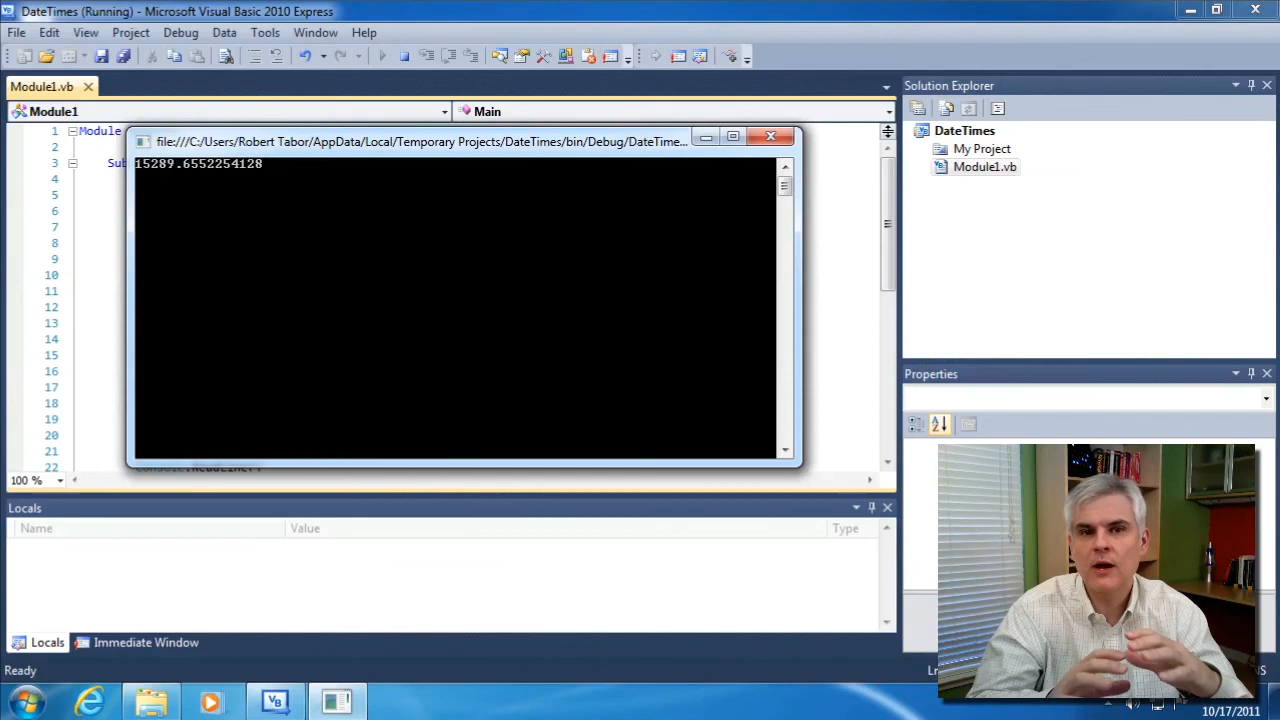 DateTimes (Running) - Microsoft Visual Basic 2010 Express
File Edit View Project Debug Data Tools Window Help
Module1.vb
Solution Explorer
Module1
Main
DateTimes
My Project
Module1.vb
1 Module
2
3 Sub
4
5
6
7
8
9
10
11
12
13
14
15
16
17
18
19
20
21
22
file:///C:/Users/Robert Tabor/AppData/Local/Temporary Projects/DateTimes/bin/Debug/DateTime...
15289.6552254128
100 %
Properties
Locals
Name Value Type
Locals Immediate Window
Ready
10/17/2011